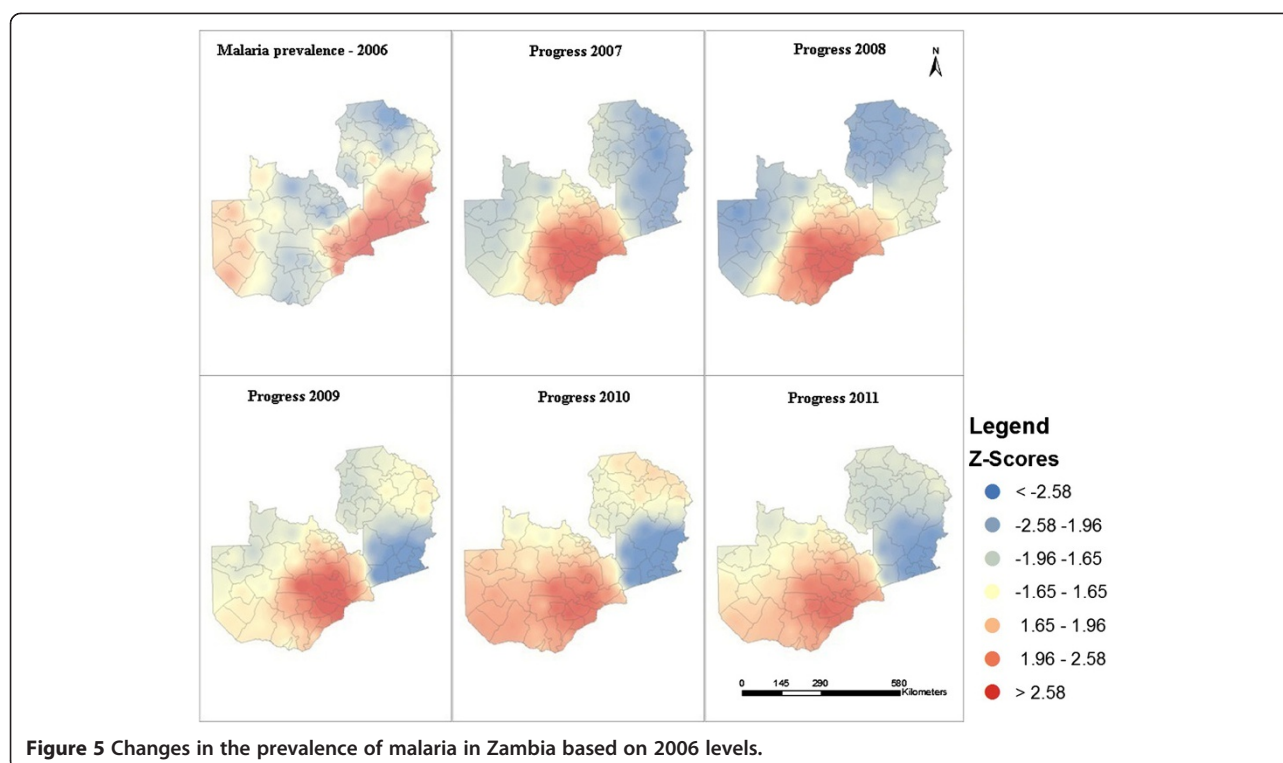 Malaria prevalence - 2006
Progress 2007
Progress 2008
N
Progress 2009
Progress 2010
Progress 2011
Legend
Z-Scores
< -2.58
-2.58 -1.96
-1.96 -1.65
-1.65 - 1.65
1.65 - 1.96
1.96 - 2.58
> 2.58
0 145 290 580
Kilometers
Figure 5 Changes in the prevalence of malaria in Zambia based on 2006 levels.